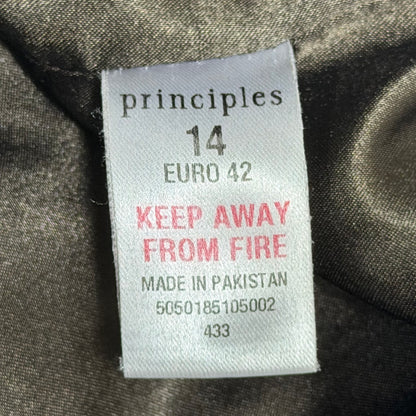 principles
14
EURO 42
KEEP AWAY
FROM FIRE
MADE IN PAKISTAN
5050185105002
433